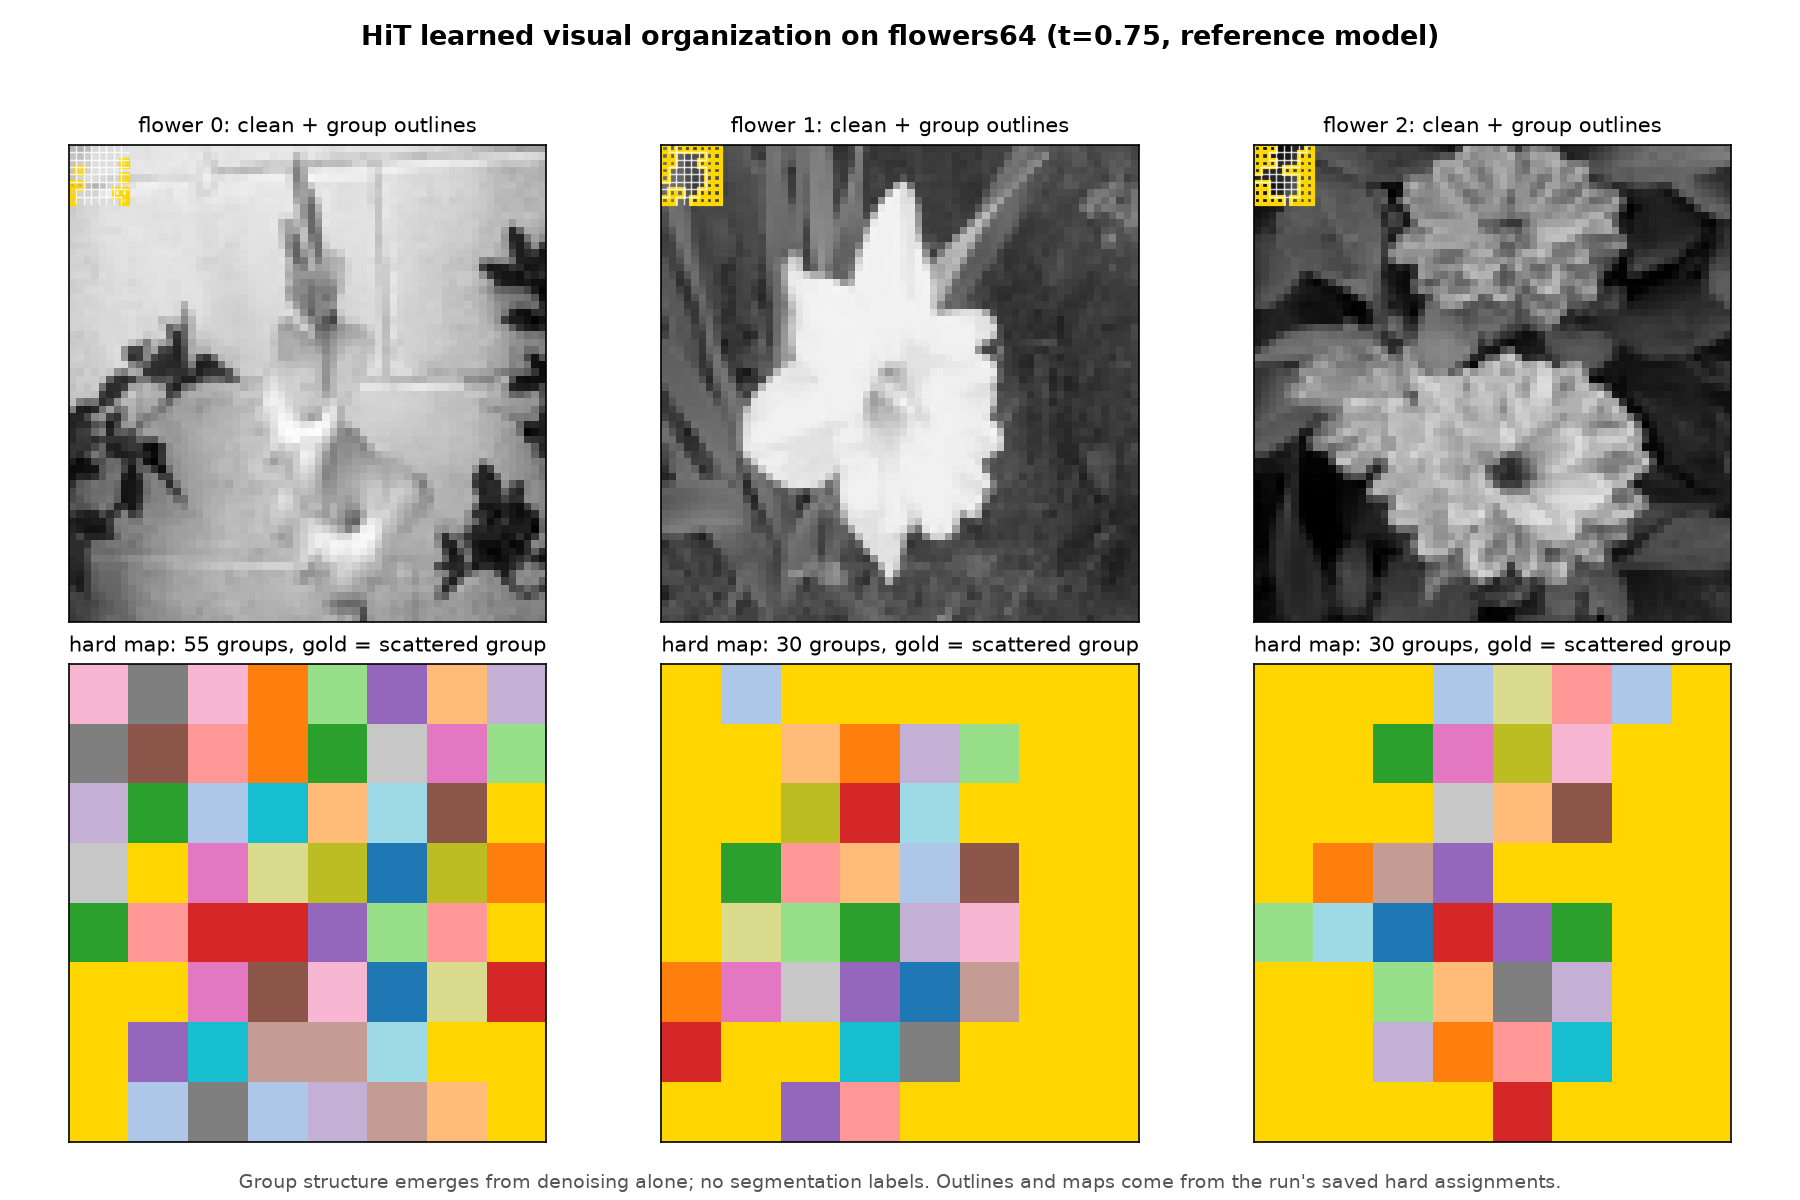 HiT learned visual organization on flowers64 (t=0.75, reference model)
flower 0: clean + group outlines
flower 1: clean + group outlines
flower 2: clean + group outlines
hard map: 55 groups, gold = scattered group
hard map: 30 groups, gold = scattered group
hard map: 30 groups, gold = scattered group
Group structure emerges from denoising alone; no segmentation labels. Outlines and maps come from the run's saved hard assignments.